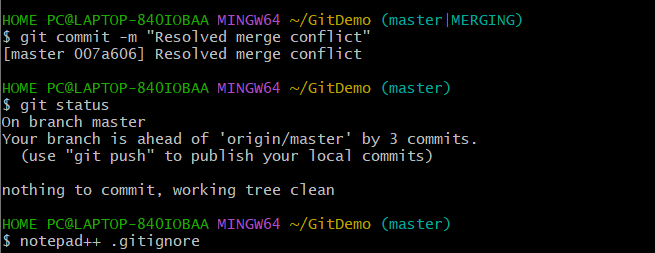 HOME PC@LAPTOP-840IOBAA MINGW64 ~/GitDemo (master|MERGING)
$ git commit -m "Resolved merge conflict"
[master 007a606] Resolved merge conflict
HOME PC@LAPTOP-840IOBAA MINGW64 ~/GitDemo (master)
$ git status
On branch master
Your branch is ahead of 'origin/master' by 3 commits.
  (use "git push" to publish your local commits)
nothing to commit, working tree clean
HOME PC@LAPTOP-840IOBAA MINGW64 ~/GitDemo (master)
$ notepad++ .gitignore